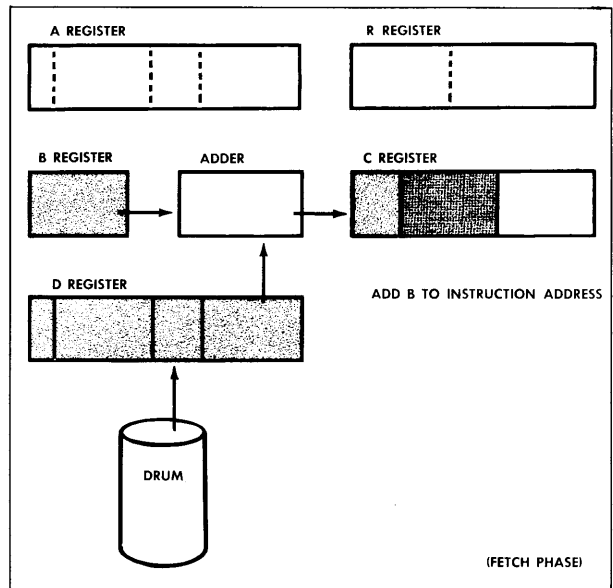 A REGISTER
R REGISTER
B REGISTER
ADDER
C REGISTER
D REGISTER
ADD B TO INSTRUCTION ADDRESS
DRUM
(FETCH PHASE)